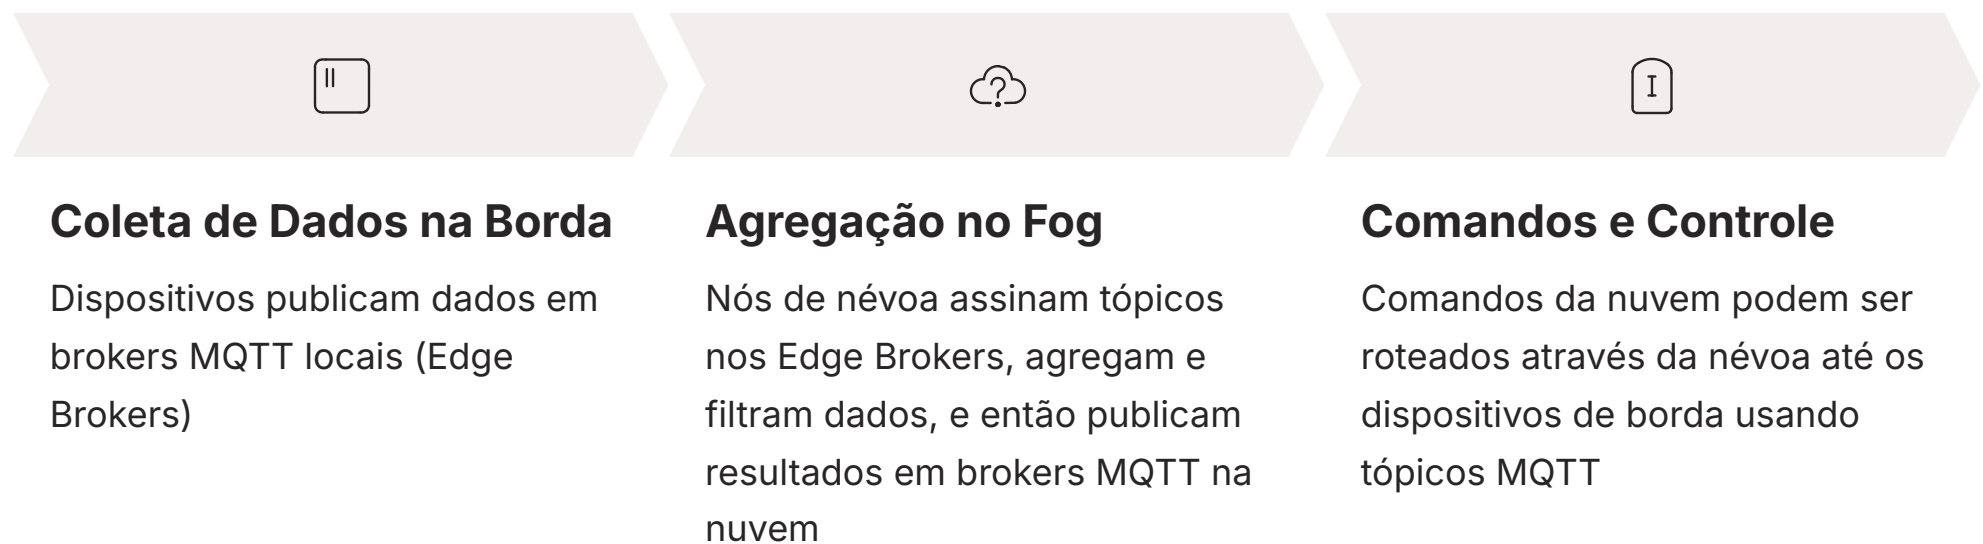 Coleta de Dados na Borda
Dispositivos publicam dados em
brokers MQTT locais (Edge
Brokers)
Agregação no Fog
Nós de névoa assinam tópicos
nos Edge Brokers, agregam e
filtram dados, e então publicam
resultados em brokers MQTT na
nuvem
Comandos e Controle
Comandos da nuvem podem ser
roteados através da névoa até os
dispositivos de borda usando
tópicos MQTT